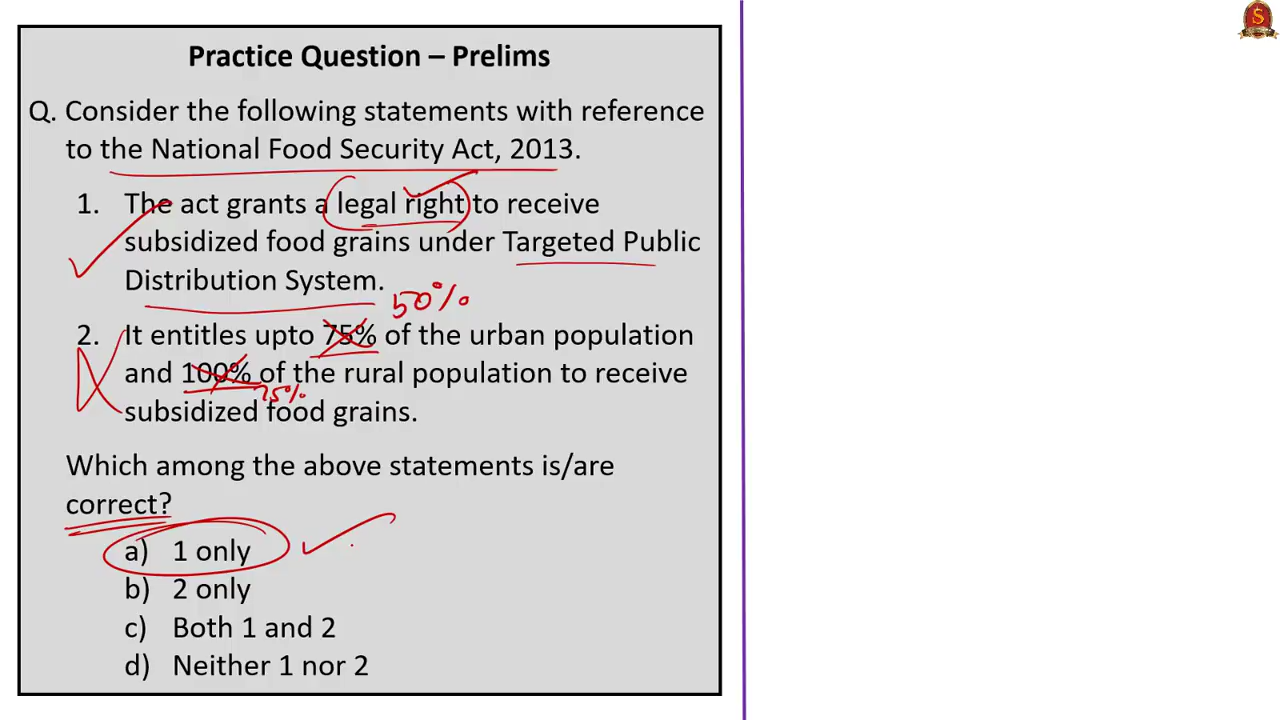 Practice Question – Prelims
Q. Consider the following statements with reference
to the National Food Security Act, 2013.
1. The act grants a legal right to receive
subsidized food grains under Targeted Public
Distribution System.
50%
2. It entitles upto 75% of the urban population
and 100% of the rural population to receive
75%
subsidized food grains.
Which among the above statements is/are
correct?
a) 1 only
b) 2 only
c) Both 1 and 2
d) Neither 1 nor 2
S